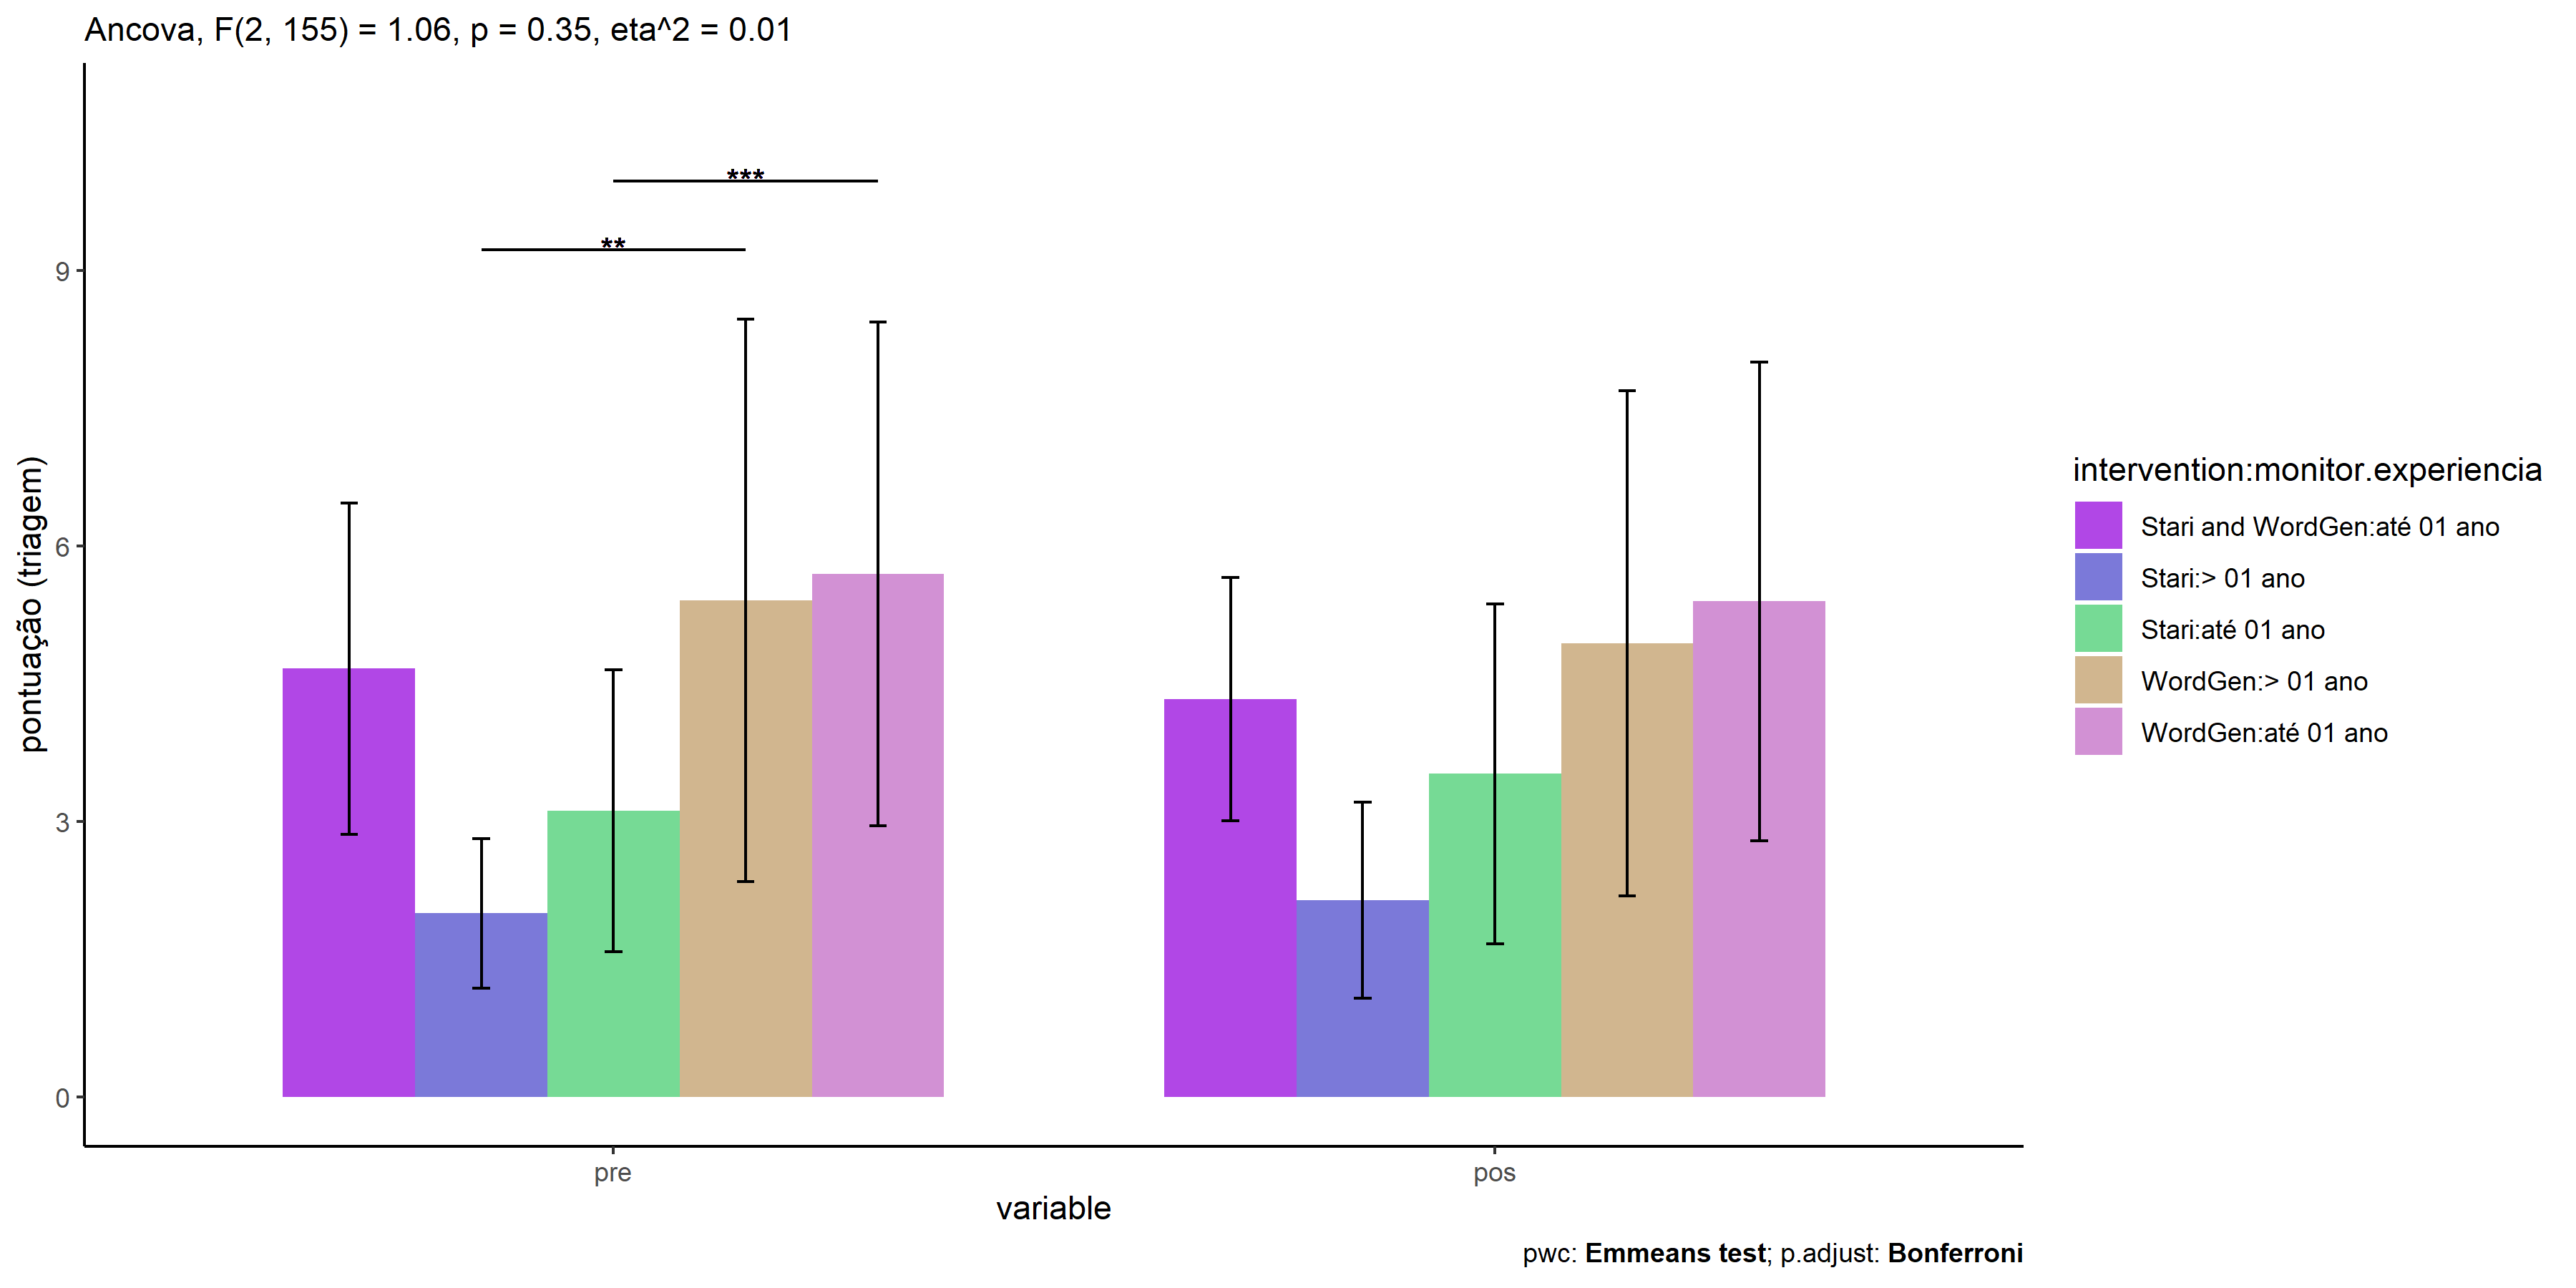 Ancova, F(2, 155) = 1.06, p = 0.35, eta^2 = 0.01
pontuação (triagem)
9
6
3
0
***
**
pre
pos
variable
intervention:monitor.experiencia
Stari and WordGen:até 01 ano
Stari:> 01 ano
Stari:até 01 ano
WordGen:> 01 ano
WordGen:até 01 ano
pwc: Emmeans test; p.adjust: Bonferroni